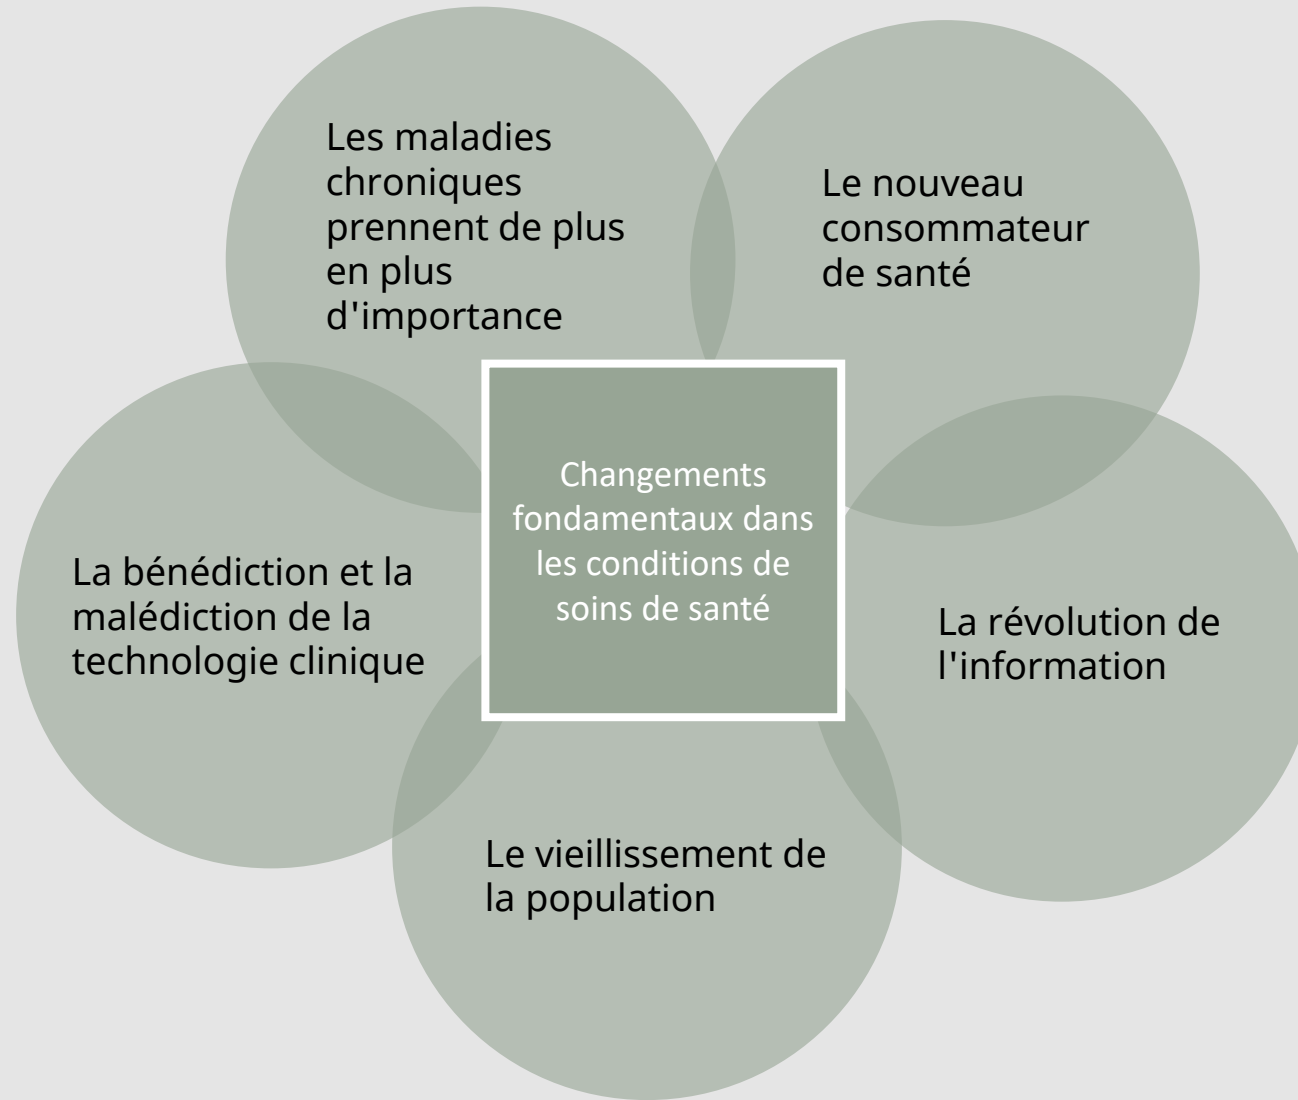 Les maladies
chroniques
prennent de plus
en plus
d'importance
Le nouveau
consommateur
de santé
Changements
fondamentaux dans
les conditions de
soins de santé
La bénédiction et la
malédiction de la
technologie clinique
La révolution de
l'information
Le vieillissement de
la population